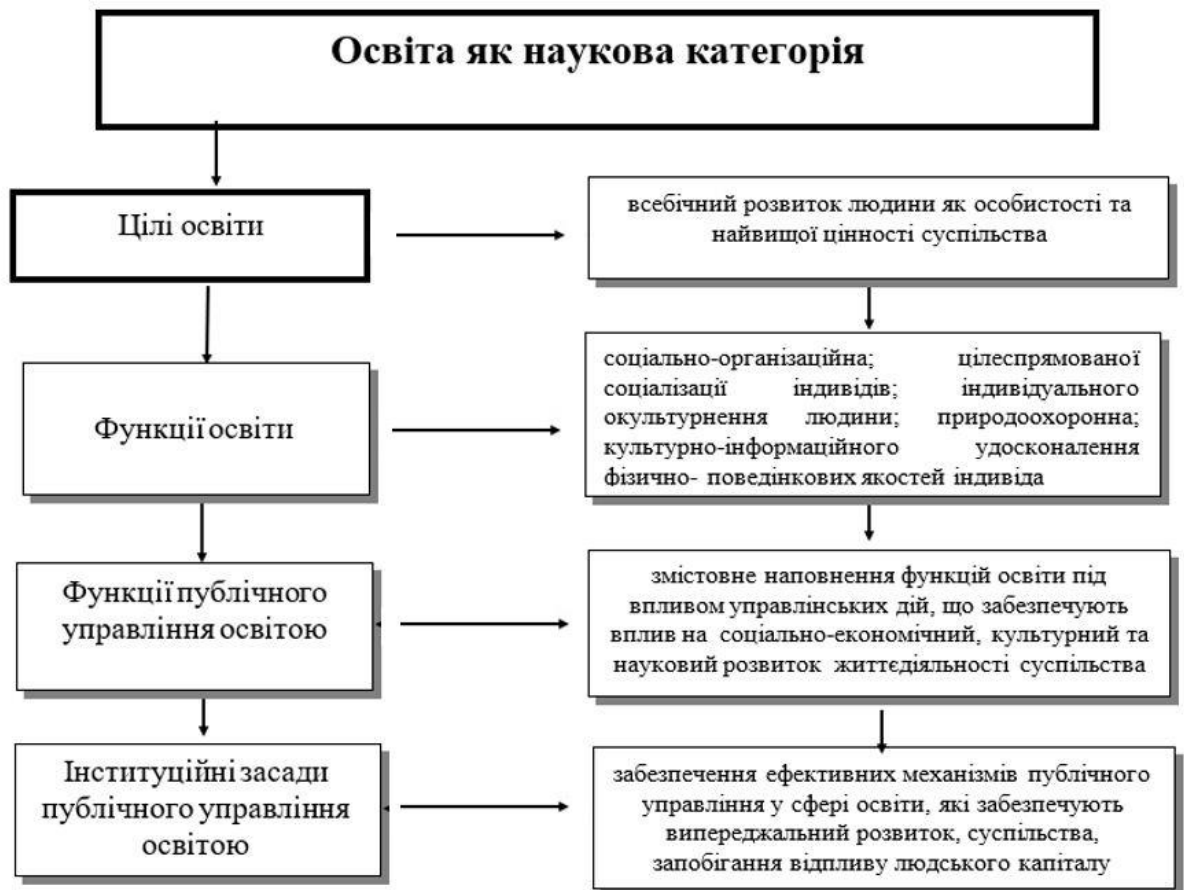 Освіта як наукова категорія
Цілі освіти
всебічний розвиток людини як особистості та
найвищої цінності суспільства
Функції освіти
соціально-організаційна; цілеспрямованої
соціалізації індивідів; індивідуального
окультурнення людини; природоохоронна;
культурно-інформаційного удосконалення
фізично- поведінкових якостей індивіда
Функції публічного
управління освітою
змістовне наповнення функцій освіти під
впливом управлінських дій, що забезпечують
вплив на соціально-економічний, культурний та
науковий розвиток життєдіяльності суспільства
Інституційні засади
публічного управління
освітою
забезпечення ефективних механізмів публічного
управління у сфері освіти, які забезпечують
випереджальний розвиток, суспільства,
запобігання відпливу людського капіталу